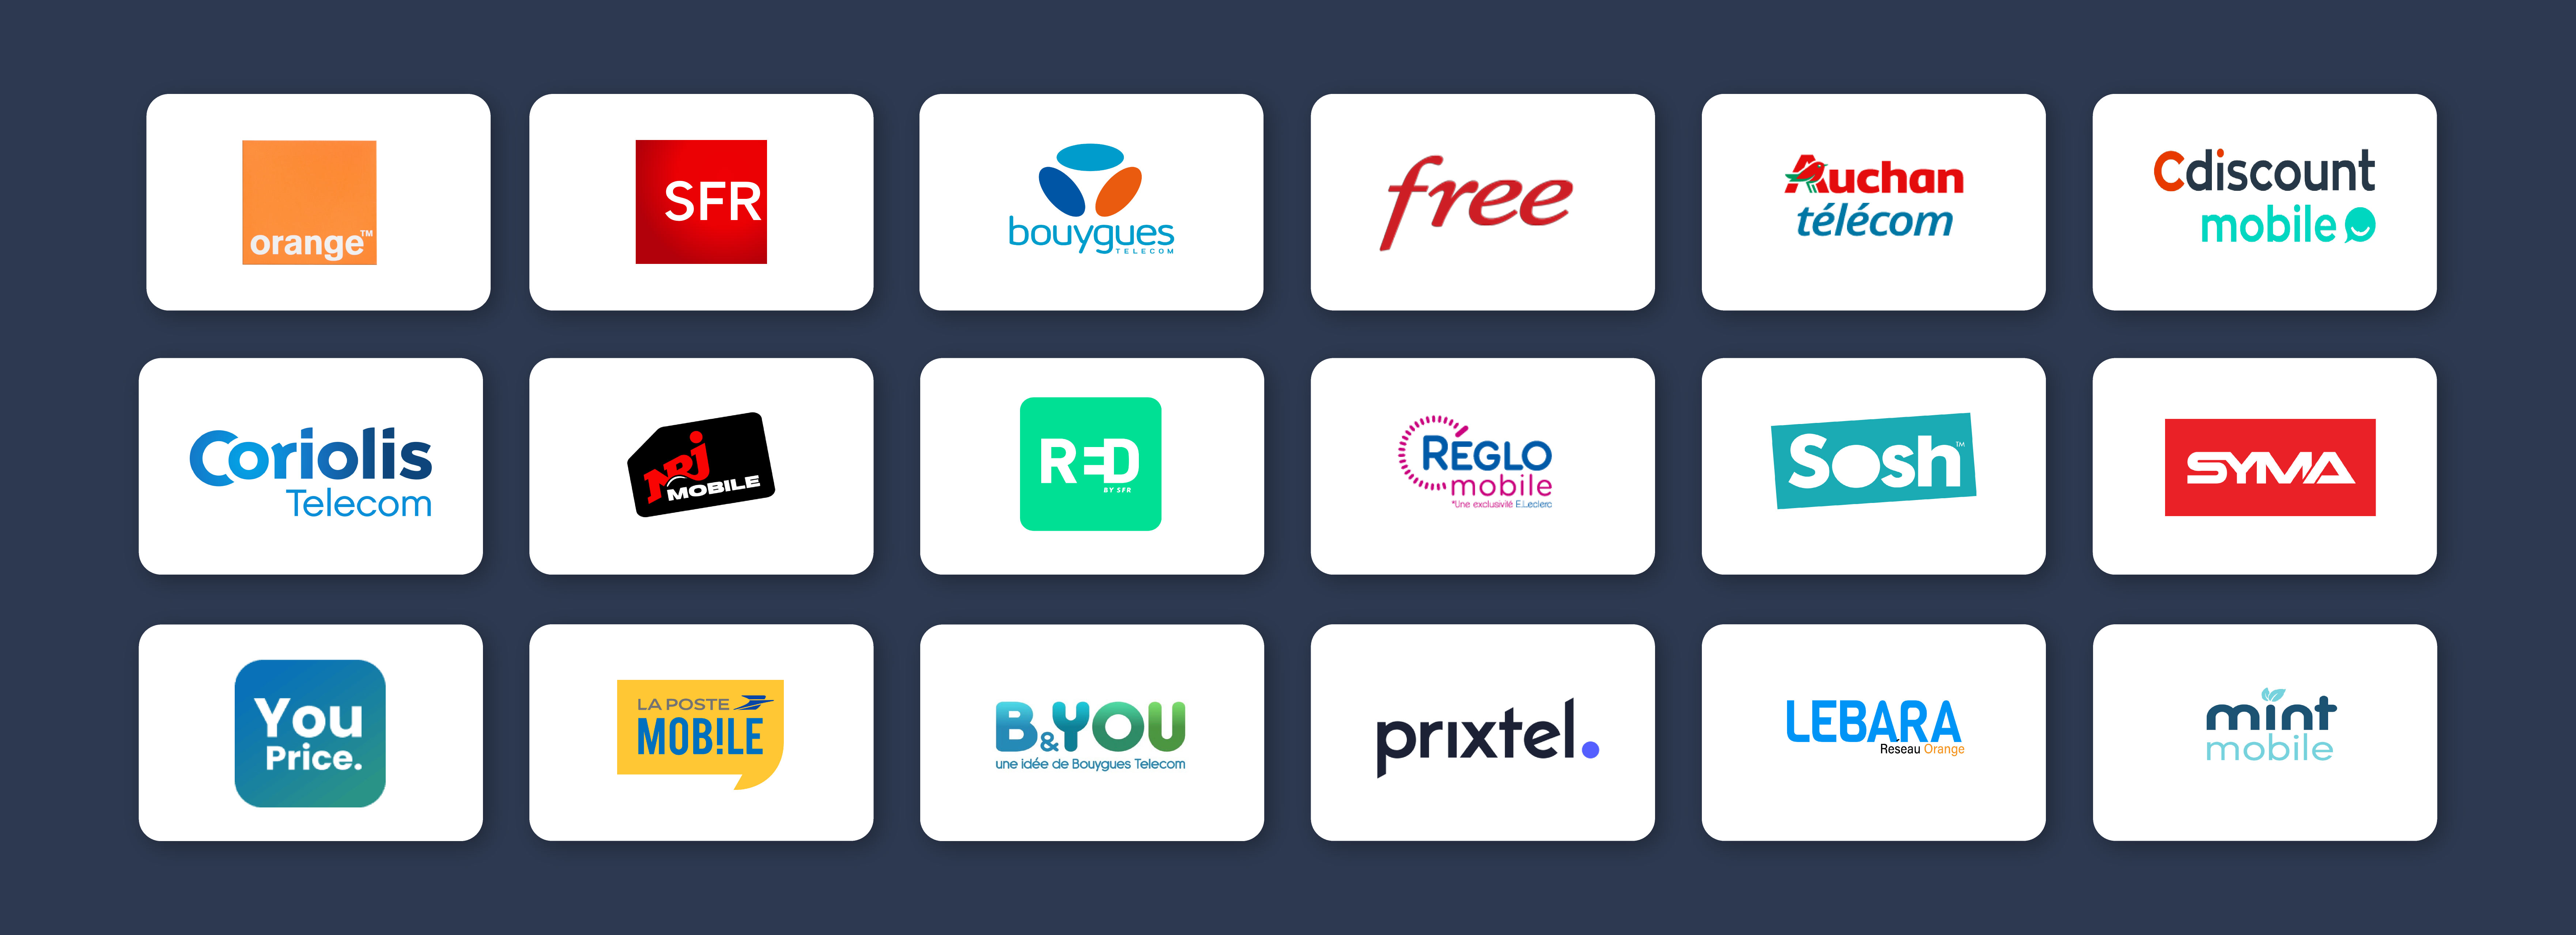 orange™
SFR
bouygues
TELECOM
free
Auchan
télécom
Cdiscount
mobile
Coriolis
Telecom
NRJ
MOBILE
RED
BY SFR
RÉGLO
mobile
*Une exclusivité E.Leclerc
Sosh™
SYMA
You
Price.
LA POSTE
MOB!LE
B&YOU
une idée de Bouygues Telecom
prixtel.
LEBARA
Réseau Orange
mint
mobile